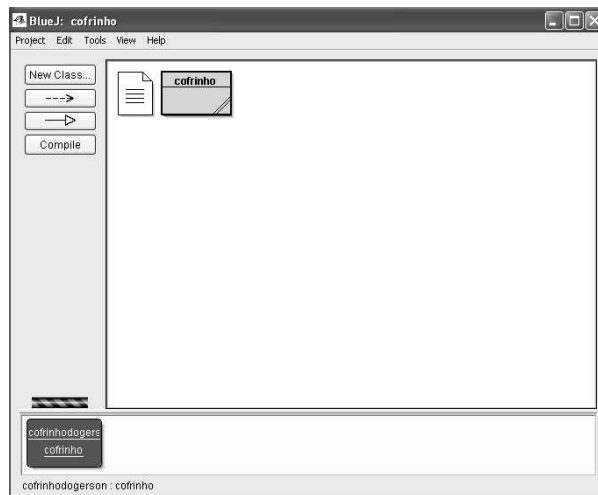 BlueJ: cofrinho
Project Edit Tools View Help
New Class...
cofrinho
Compile
cofrinhodogers
cofrinho
cofrinhodogerson : cofrinho